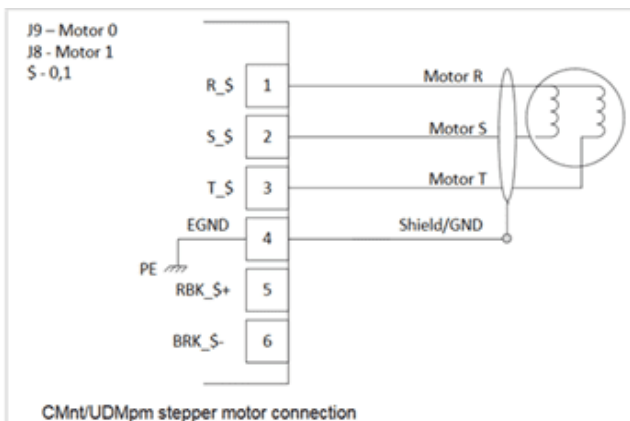 J9 – Motor 0
J8 - Motor 1
$ - 0,1
R_$ 1 Motor R
S_$ 2 Motor S
T_$ 3 Motor T
EGND 4 Shield/GND
PE
RBK_$+ 5
BRK_$- 6
CMnt/UDMpm stepper motor connection